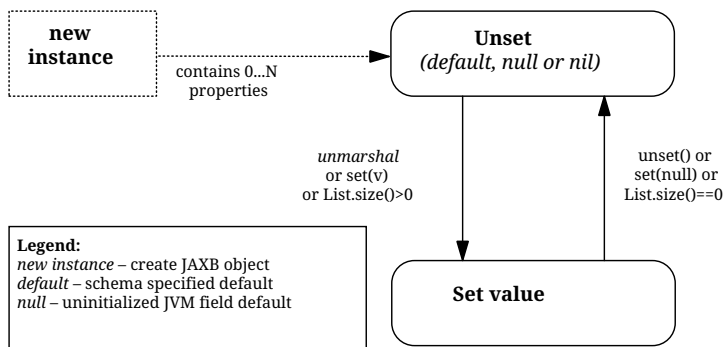 new
instance
contains 0...N
properties
Unset
(default, null or nil)
unmarshal
or set(v)
or List.size()>0
unset() or
set(null) or
List.size()==0
Legend:
new instance – create JAXB object
default – schema specified default
null – uninitialized JVM field default
Set value